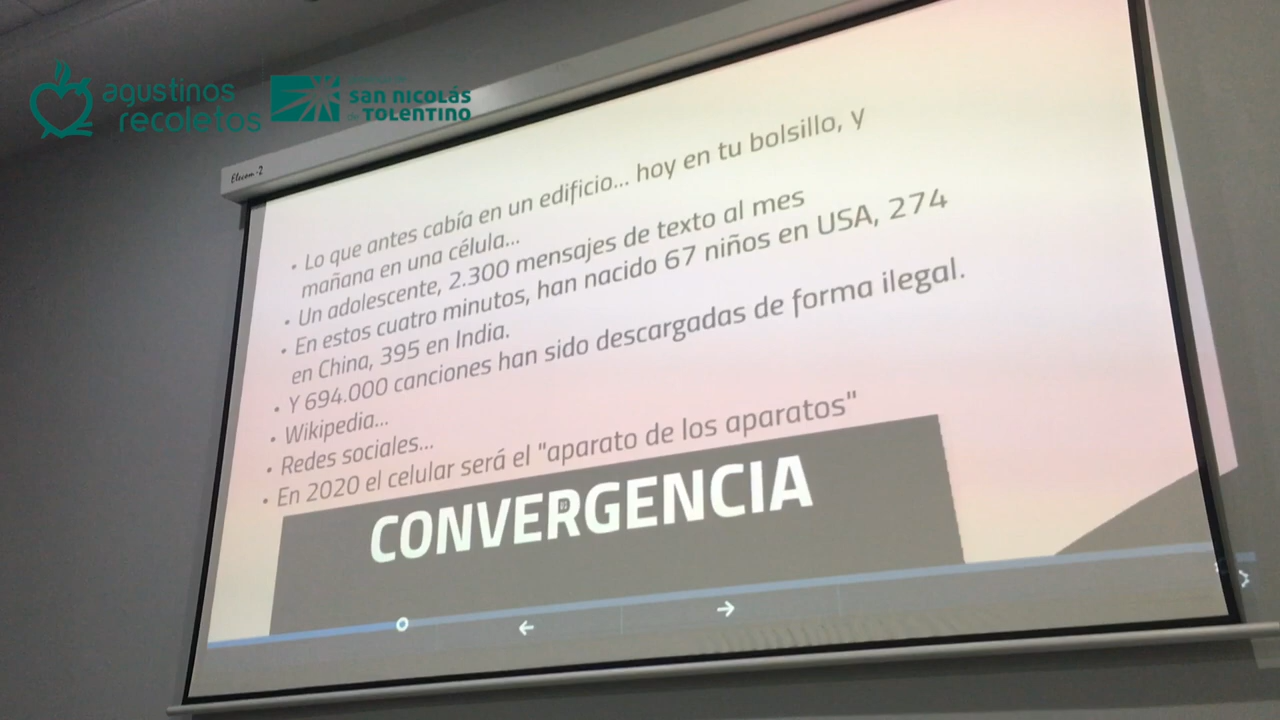 agustinos
recoletos
SAN NICOLÁS
de TOLENTINO
Elecom-2
• Lo que antes cabía en un edificio... hoy en tu bolsillo, y
mañana en una célula...
• Un adolescente, 2.300 mensajes de texto al mes
• En estos cuatro minutos, han nacido 67 niños en USA, 274
en China, 395 en India.
• Y 694.000 canciones han sido descargadas de forma ilegal.
• Wikipedia...
• Redes sociales...
• En 2020 el celular será el "aparato de los aparatos"
CONVERGENCIA